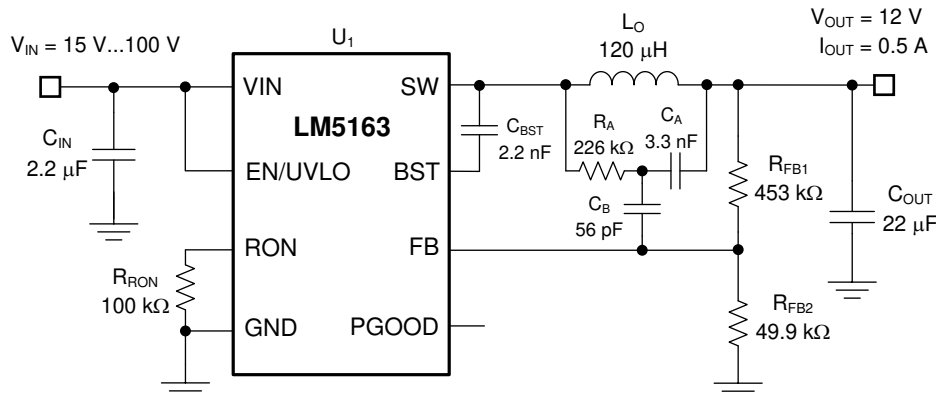 V_IN = 15 V...100 V
U₁
L_O
120 μH
V_OUT = 12 V
I_OUT = 0.5 A
VIN
SW
LM5163
C_IN
2.2 μF
C_BST
2.2 nF
R_A
226 kΩ
C_A
3.3 nF
EN/UVLO
BST
R_FB1
453 kΩ
C_B
56 pF
C_OUT
22 μF
RON
FB
R_RON
100 kΩ
GND
PGOOD
R_FB2
49.9 kΩ